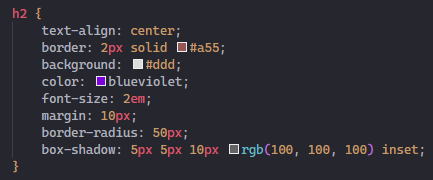 h2 {
    text-align: center;
    border: 2px solid #a55;
    background: #ddd;
    color: blueviolet;
    font-size: 2em;
    margin: 10px;
    border-radius: 50px;
    box-shadow: 5px 5px 10px rgb(100, 100, 100) inset;
}